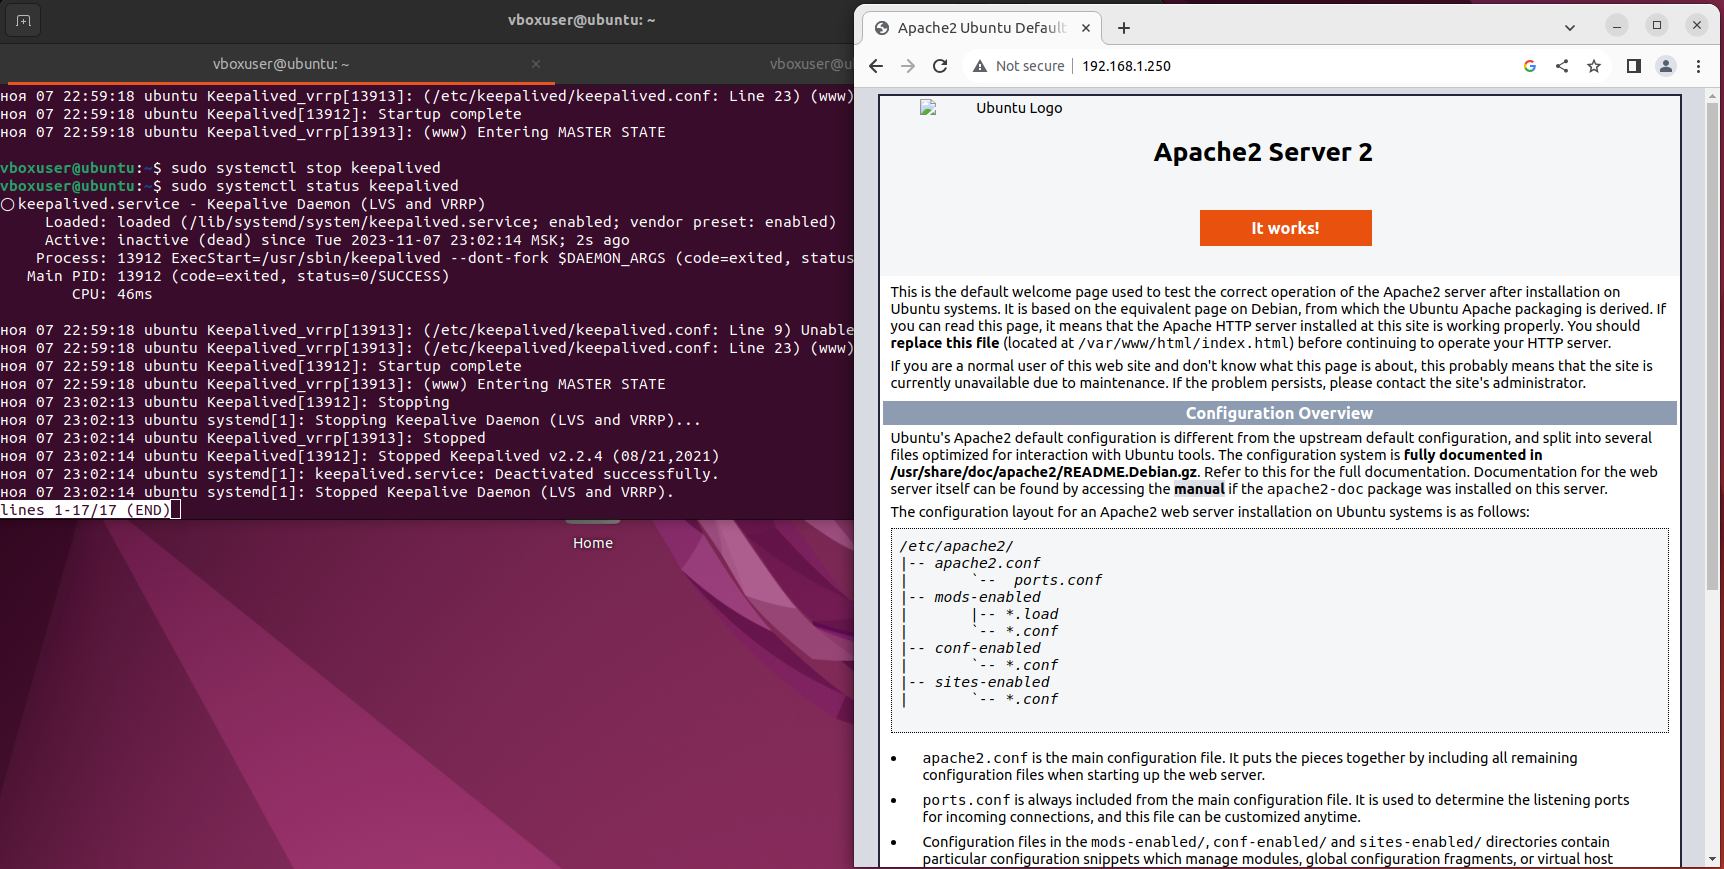 vboxuser@ubuntu: ~
vboxuser@ubuntu: ~
vboxuser@u
ноя 07 22:59:18 ubuntu Keepalived_vrrp[13913]: (/etc/keepalived/keepalived.conf: Line 23) (www)
ноя 07 22:59:18 ubuntu Keepalived[13912]: Startup complete
ноя 07 22:59:18 ubuntu Keepalived_vrrp[13913]: (www) Entering MASTER STATE
vboxuser@ubuntu:~$ sudo systemctl stop keepalived
vboxuser@ubuntu:~$ sudo systemctl status keepalived
○ keepalived.service - Keepalive Daemon (LVS and VRRP)
Loaded: loaded (/lib/systemd/system/keepalived.service; enabled; vendor preset: enabled)
Active: inactive (dead) since Tue 2023-11-07 23:02:14 MSK; 2s ago
Process: 13912 ExecStart=/usr/sbin/keepalived --dont-fork $DAEMON_ARGS (code=exited, status
Main PID: 13912 (code=exited, status=0/SUCCESS)
CPU: 46ms
ноя 07 22:59:18 ubuntu Keepalived_vrrp[13913]: (/etc/keepalived/keepalived.conf: Line 9) Unable
ноя 07 22:59:18 ubuntu Keepalived_vrrp[13913]: (/etc/keepalived/keepalived.conf: Line 23) (www)
ноя 07 22:59:18 ubuntu Keepalived[13912]: Startup complete
ноя 07 22:59:18 ubuntu Keepalived_vrrp[13913]: (www) Entering MASTER STATE
ноя 07 23:02:13 ubuntu Keepalived[13912]: Stopping
ноя 07 23:02:13 ubuntu systemd[1]: Stopping Keepalive Daemon (LVS and VRRP)...
ноя 07 23:02:14 ubuntu Keepalived_vrrp[13913]: Stopped
ноя 07 23:02:14 ubuntu Keepalived[13912]: Stopped Keepalived v2.2.4 (08/21,2021)
ноя 07 23:02:14 ubuntu systemd[1]: keepalived.service: Deactivated successfully.
ноя 07 23:02:14 ubuntu systemd[1]: Stopped Keepalive Daemon (LVS and VRRP).
lines 1-17/17 (END)
Home
Apache2 Ubuntu Default
Not secure
192.168.1.250
Ubuntu Logo
Apache2 Server 2
It works!
This is the default welcome page used to test the correct operation of the Apache2 server after installation on
Ubuntu systems. It is based on the equivalent page on Debian, from which the Ubuntu Apache packaging is derived. If
you can read this page, it means that the Apache HTTP server installed at this site is working properly. You should
replace this file (located at /var/www/html/index.html) before continuing to operate your HTTP server.
If you are a normal user of this web site and don't know what this page is about, this probably means that the site is
currently unavailable due to maintenance. If the problem persists, please contact the site's administrator.
Configuration Overview
Ubuntu's Apache2 default configuration is different from the upstream default configuration, and split into several
files optimized for interaction with Ubuntu tools. The configuration system is fully documented in
/usr/share/doc/apache2/README.Debian.gz. Refer to this for the full documentation. Documentation for the web
server itself can be found by accessing the manual if the apache2-doc package was installed on this server.
The configuration layout for an Apache2 web server installation on Ubuntu systems is as follows:
/etc/apache2/
|-- apache2.conf
|       `--  ports.conf
|-- mods-enabled
|       |-- *.load
|       `-- *.conf
|-- conf-enabled
|       `-- *.conf
|-- sites-enabled
|       `-- *.conf
• apache2.conf is the main configuration file. It puts the pieces together by including all remaining
configuration files when starting up the web server.
• ports.conf is always included from the main configuration file. It is used to determine the listening ports
for incoming connections, and this file can be customized anytime.
• Configuration files in the mods-enabled/, conf-enabled/ and sites-enabled/ directories contain
particular configuration snippets which manage modules, global configuration fragments, or virtual host